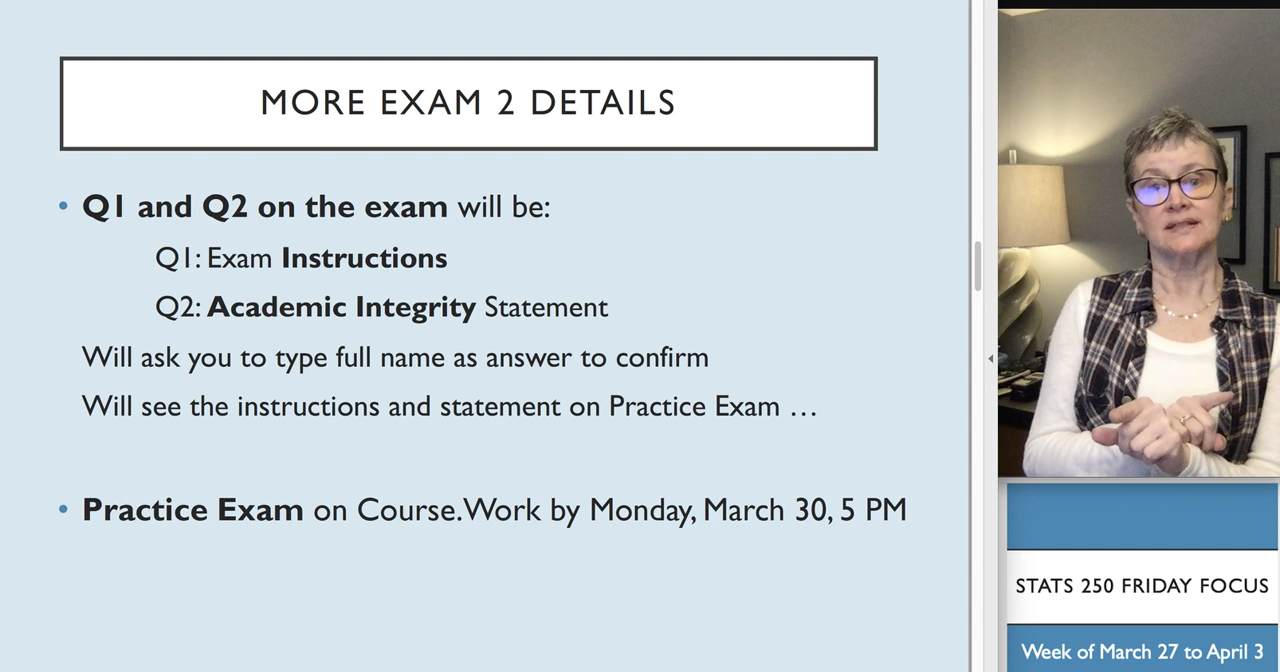 MORE EXAM 2 DETAILS
• Q1 and Q2 on the exam will be:
Q1: Exam Instructions
Q2: Academic Integrity Statement
Will ask you to type full name as answer to confirm
Will see the instructions and statement on Practice Exam …
• Practice Exam on Course.Work by Monday, March 30, 5 PM
STATS 250 FRIDAY FOCUS
Week of March 27 to April 3